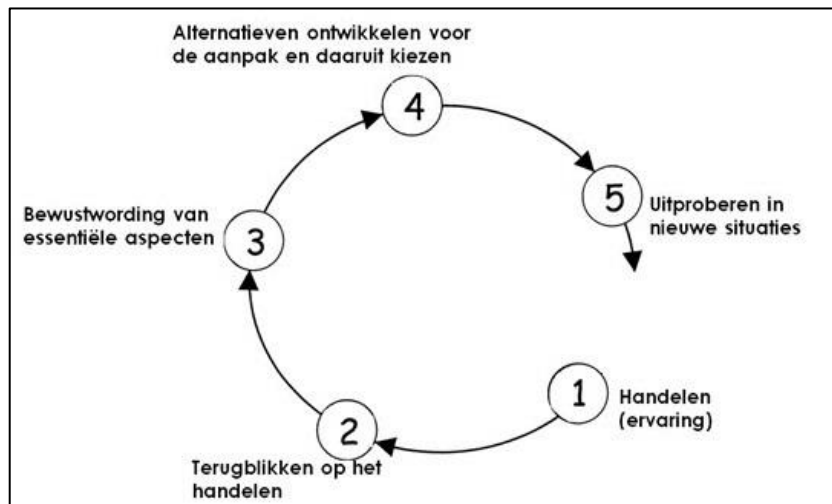 Alternatieven ontwikkelen voor
de aanpak en daaruit kiezen
4
5
Uitproberen in
nieuwe situaties
Bewustwording van
essentiële aspecten
3
1
Handelen
(ervaring)
2
Terugblikken op het
handelen